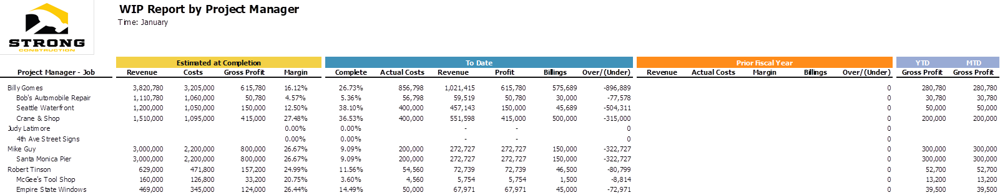 WIP Report by Project Manager
Time: January
STRONG
CONSTRUCTION
Estimated at Completion To Date Prior Fiscal Year YTD MTD
Project Manager - Job Revenue Costs Gross Profit Margin Complete Actual Costs Revenue Profit Billings Over/(Under) Revenue Actual Costs Margin Billings Over/(Under) Gross Profit Gross Profit
Billy Gomes 3,820,780 3,205,000 615,780 16.12% 26.73% 856,798 1,021,415 615,780 575,689 -896,889 0 280,780 280,780
Bob's Automobile Repair 1,110,780 1,060,000 50,780 4.57% 5.36% 56,798 59,519 50,780 30,000 -77,578 0 30,780 30,780
Seattle Waterfront 1,200,000 1,050,000 150,000 12.50% 38.10% 400,000 457,143 150,000 45,689 -504,311 0 50,000 50,000
Crane & Shop 1,510,000 1,095,000 415,000 27.48% 36.53% 400,000 551,598 415,000 500,000 -315,000 0 200,000 200,000
Judy Latimore 0.00% 0.00% - - 0 0
4th Ave Street Signs 0.00% 0.00% - - 0 0
Mike Guy 3,000,000 2,200,000 800,000 26.67% 9.09% 200,000 272,727 272,727 150,000 -322,727 0 300,000 300,000
Santa Monica Pier 3,000,000 2,200,000 800,000 26.67% 9.09% 200,000 272,727 272,727 150,000 -322,727 0 300,000 300,000
Robert Tinson 629,000 471,800 157,200 24.99% 11.56% 54,560 72,739 72,739 46,500 -80,799 0 52,700 52,700
McGee's Tool Shop 160,000 126,800 33,200 20.75% 3.60% 4,560 5,754 5,754 1,500 -8,814 0 13,200 13,200
Empire State Windows 469,000 345,000 124,000 26.44% 14.49% 50,000 67,971 67,971 45,000 -72,971 0 39,500 39,500